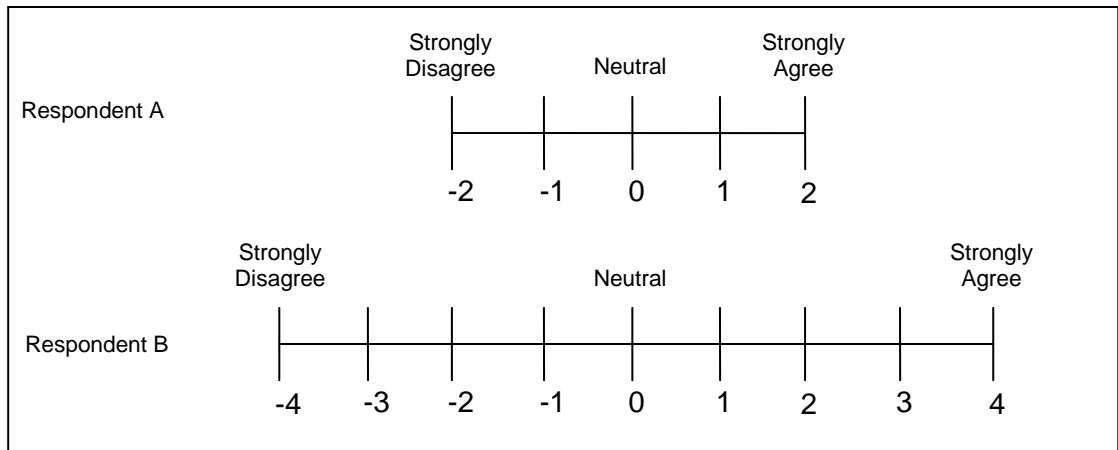 Strongly
Disagree
Neutral
Strongly
Agree
Respondent A
-2 -1 0 1 2
Strongly
Disagree
Neutral
Strongly
Agree
Respondent B
-4 -3 -2 -1 0 1 2 3 4